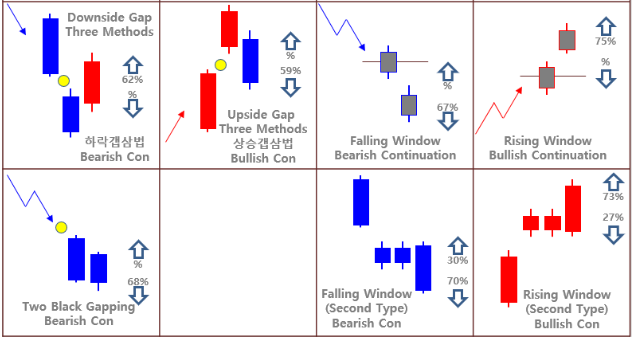 Downside Gap
Three Methods
62%
%
하락갭삼법
Bearish Con
%
59%
Upside Gap
Three Methods
상승갭삼법
Bullish Con
%
67%
Falling Window
Bearish Continuation
75%
%
Rising Window
Bullish Continuation
%
68%
Two Black Gapping
Bearish Con
30%
70%
Falling Window
(Second Type)
Bearish Con
73%
27%
Rising Window
(Second Type)
Bullish Con